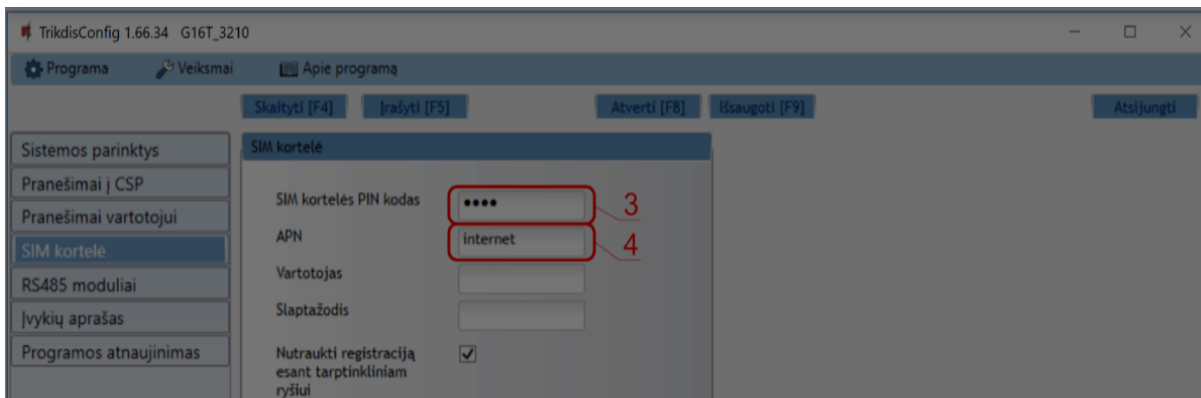 TrikdisConfig 1.66.34 G16T_3210
Programa Veiksmai Apie programą
Skaityti [F4] Įrašyti [F5] Atverti [F8] Išsaugoti [F9] Atsijungti
Sistemos parinktys
Pranešimai į CSP
Pranešimai vartotojui
SIM kortelė
RS485 moduliai
Įvykių aprašas
Programos atnaujinimas
SIM kortelė
SIM kortelės PIN kodas •••• 3
APN internet 4
Vartotojas
Slaptažodis
Nutraukti registraciją
esant tarptinkliniam
ryšiui